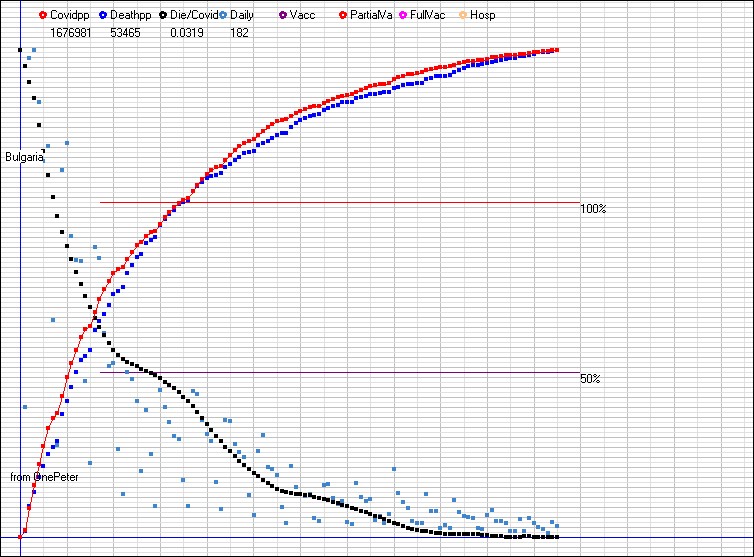 Covidpp Deathpp Die/Covid Daily Vacc PartialVa FullVac Hosp
1676981 53465 0.0319 182
Bulgaria
100%
50%
from OnePeter